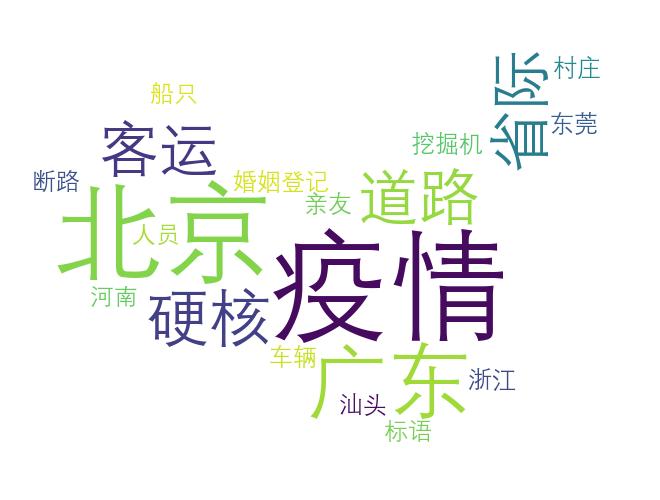 省际
村庄
船只
东莞
客运
挖掘机
断路
婚姻登记
道路
亲友
北京
人员
疫情
河南
硬核
车辆
广东
浙江
汕头
标语